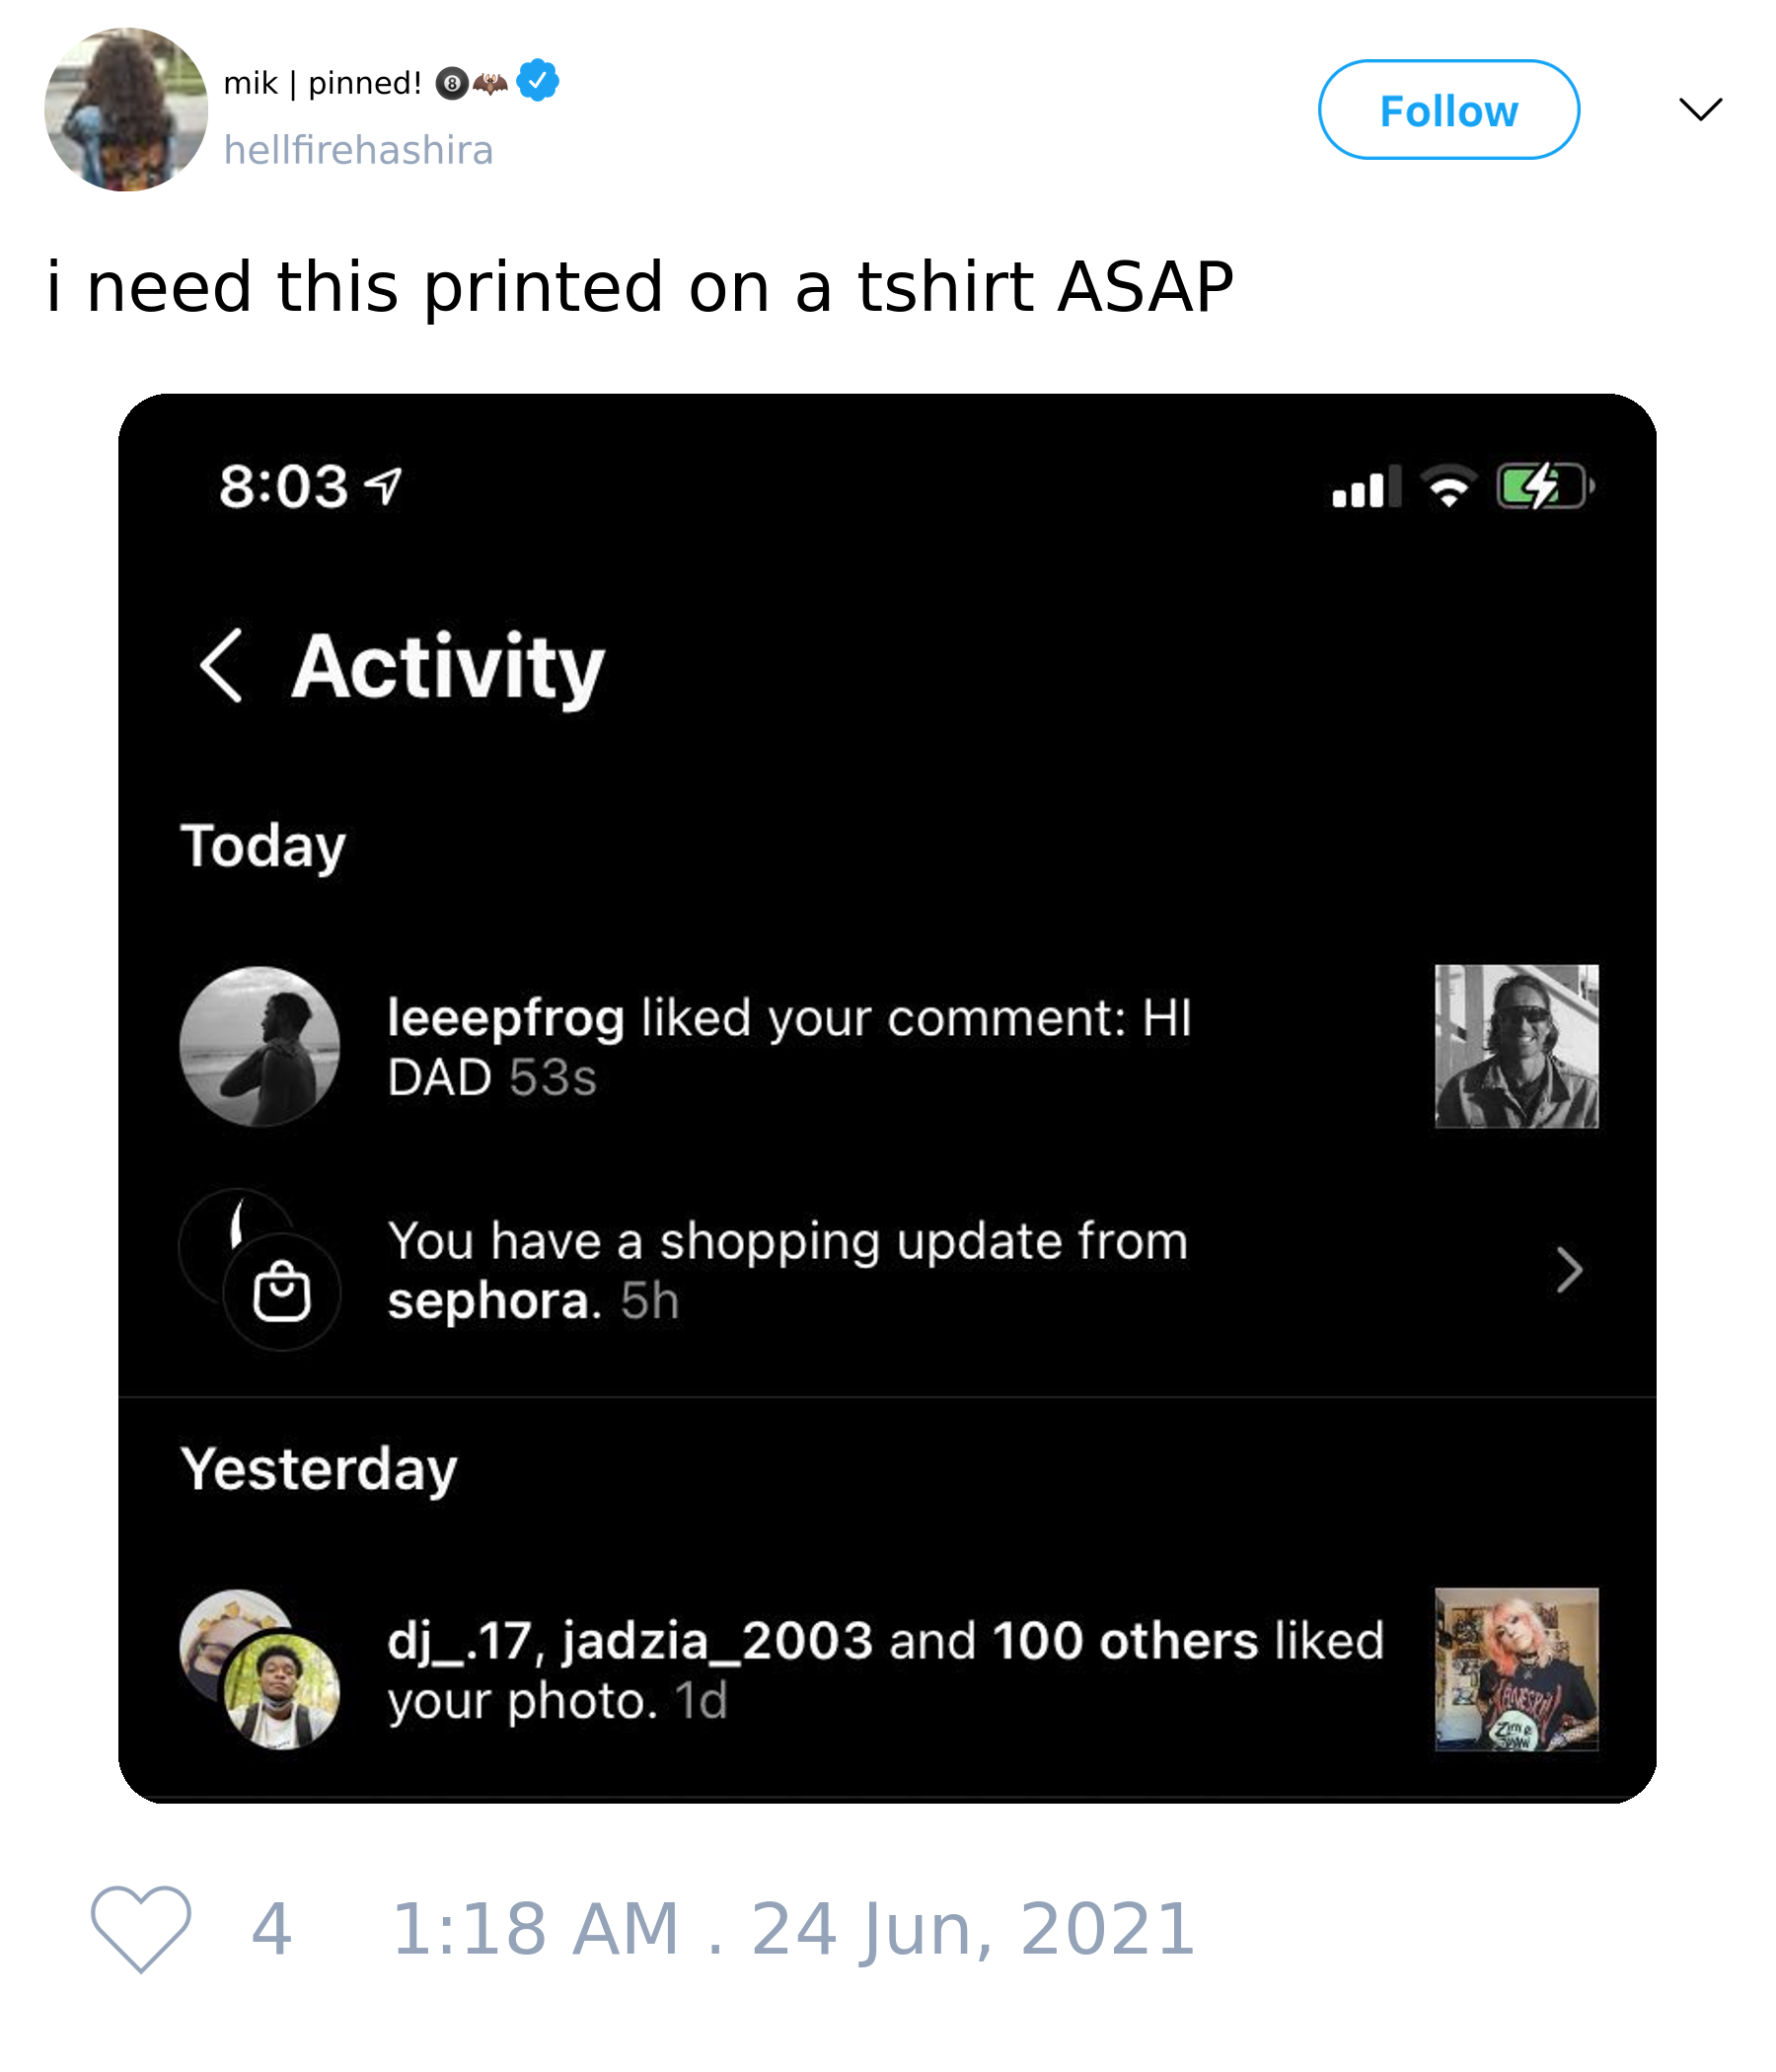 mik | pinned! 🎱🦇
hellfirehashira
Follow
i need this printed on a tshirt ASAP
8:03
Activity
Today
leeepfrog liked your comment: HI
DAD 53s
You have a shopping update from
sephora. 5h
Yesterday
dj_.17, jadzia_2003 and 100 others liked
your photo. 1d
4 1:18 AM . 24 Jun, 2021